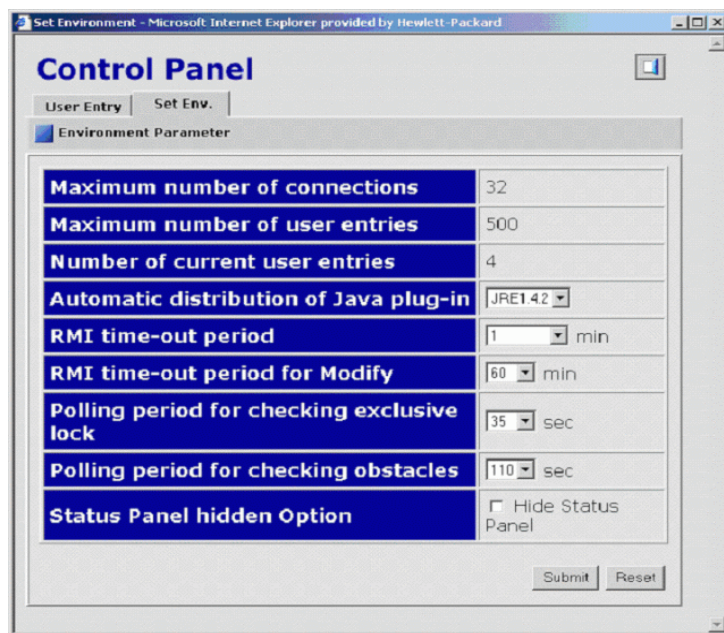 Set Environment - Microsoft Internet Explorer provided by Hewlett-Packard
Control Panel
User Entry
Set Env.
Environment Parameter
Maximum number of connections
32
Maximum number of user entries
500
Number of current user entries
4
Automatic distribution of Java plug-in
JRE1.4.2
RMI time-out period
1 min
RMI time-out period for Modify
60 min
Polling period for checking exclusive
lock
35 sec
Polling period for checking obstacles
110 sec
Status Panel hidden Option
Hide Status
Panel
Submit
Reset